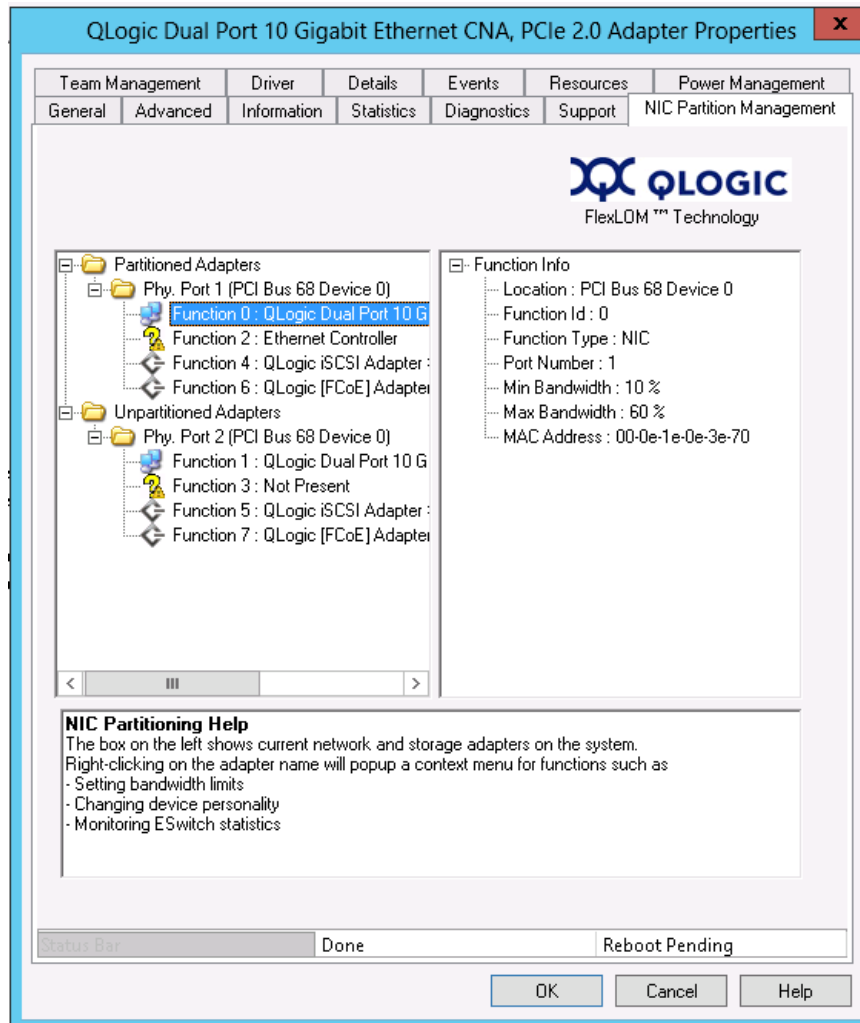 QLogic Dual Port 10 Gigabit Ethernet CNA, PCIe 2.0 Adapter Properties
x
Team Management Driver Details Events Resources Power Management
General Advanced Information Statistics Diagnostics Support NIC Partition Management
QLOGIC
FlexLOM ™ Technology
Partitioned Adapters
Phy. Port 1 (PCI Bus 68 Device 0)
Function 0 : QLogic Dual Port 10 G
Function 2 : Ethernet Controller
Function 4 : QLogic iSCSI Adapter
Function 6 : QLogic [FCoE] Adapter
Unpartitioned Adapters
Phy. Port 2 (PCI Bus 68 Device 0)
Function 1 : QLogic Dual Port 10 G
Function 3 : Not Present
Function 5 : QLogic iSCSI Adapter
Function 7 : QLogic [FCoE] Adapter
Function Info
Location : PCI Bus 68 Device 0
Function Id : 0
Function Type : NIC
Port Number : 1
Min Bandwidth : 10 %
Max Bandwidth : 60 %
MAC Address : 00-0e-1e-0e-3e-70
NIC Partitioning Help
The box on the left shows current network and storage adapters on the system.
Right-clicking on the adapter name will popup a context menu for functions such as
- Setting bandwidth limits
- Changing device personality
- Monitoring ESwitch statistics
Status Bar Done Reboot Pending
OK Cancel Help